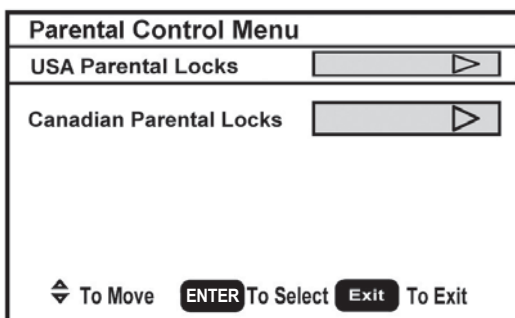 Parental Control Menu
USA Parental Locks
Canadian Parental Locks
To Move ENTER To Select Exit To Exit